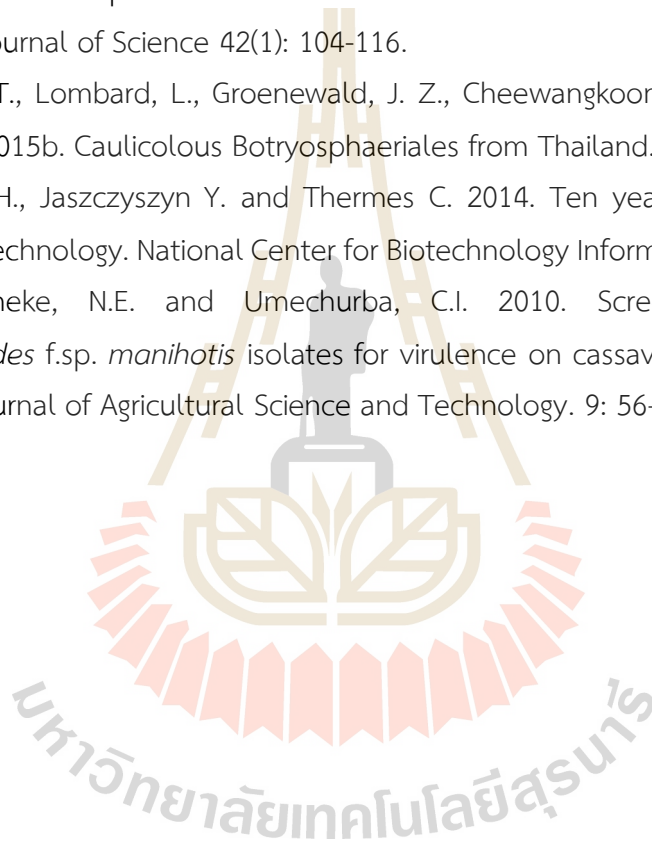 ournal of Science 42(1): 104-116.
T., Lombard, L., Groenewald, J. Z., Cheewangkoor
015b. Caulicolous Botryosphaeriales from Thailand.
H., Jaszczyszyn Y. and Thermes C. 2014. Ten yea
echnology. National Center for Biotechnology Inform
neke, N.E. and Umechurba, C.I. 2010. Scre
des f.sp. manihotis isolates for virulence on cassav
urnal of Agricultural Science and Technology. 9: 56-
มหาวิทยาลัยเทคโนโลยีสุรนารี